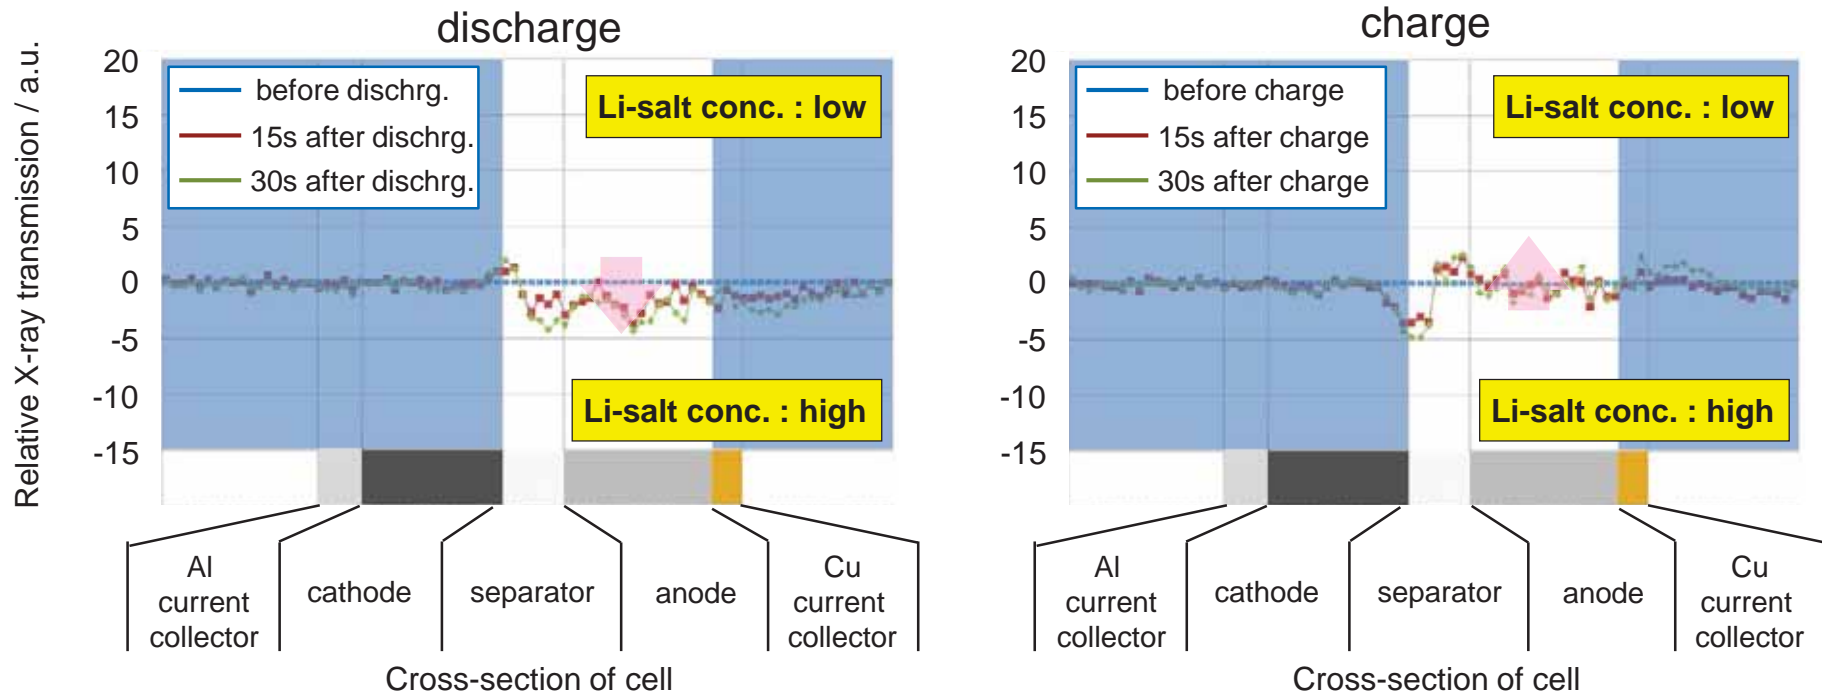 discharge
Relative X-ray transmission / a.u.
20
15
10
5
0
-5
-10
-15
before dischrg.
15s after dischrg.
30s after dischrg.
Li-salt conc. : low
Li-salt conc. : high
Al
current
collector
cathode
separator
anode
Cu
current
collector
Cross-section of cell
charge
20
15
10
5
0
-5
-10
-15
before charge
15s after charge
30s after charge
Li-salt conc. : low
Li-salt conc. : high
Al
current
collector
cathode
separator
anode
Cu
current
collector
Cross-section of cell